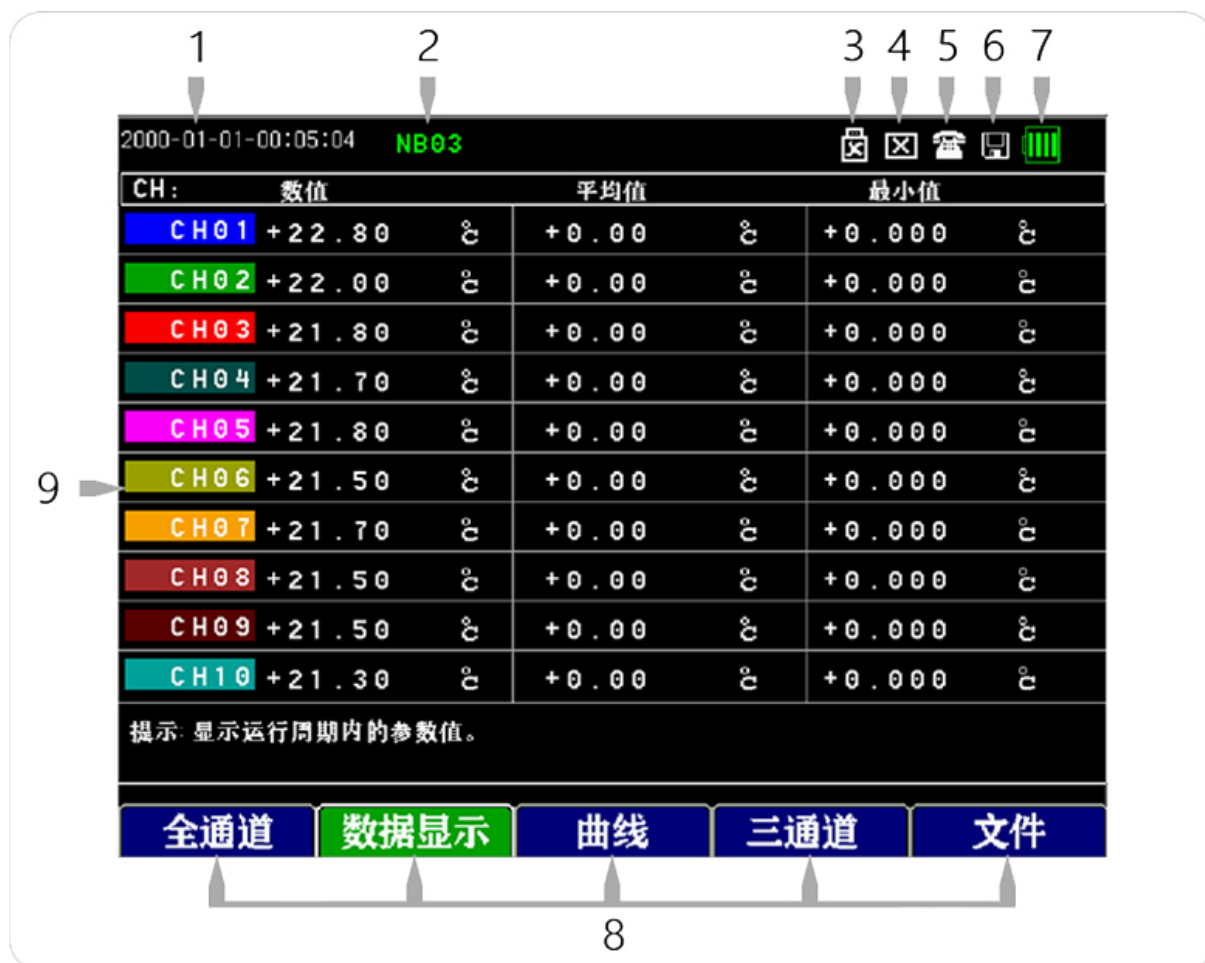 1 2 3 4 5 6 7
2000-01-01-00:05:04 NB03
CH: 数值 平均值 最小值
CH01 +22.80 ℃ +0.00 ℃ +0.000 ℃
CH02 +22.00 ℃ +0.00 ℃ +0.000 ℃
CH03 +21.80 ℃ +0.00 ℃ +0.000 ℃
CH04 +21.70 ℃ +0.00 ℃ +0.000 ℃
CH05 +21.80 ℃ +0.00 ℃ +0.000 ℃
CH06 +21.50 ℃ +0.00 ℃ +0.000 ℃
9
CH07 +21.70 ℃ +0.00 ℃ +0.000 ℃
CH08 +21.50 ℃ +0.00 ℃ +0.000 ℃
CH09 +21.50 ℃ +0.00 ℃ +0.000 ℃
CH10 +21.30 ℃ +0.00 ℃ +0.000 ℃
提示: 显示运行周期内的参数值。
全通道 数据显示 曲线 三通道 文件
8